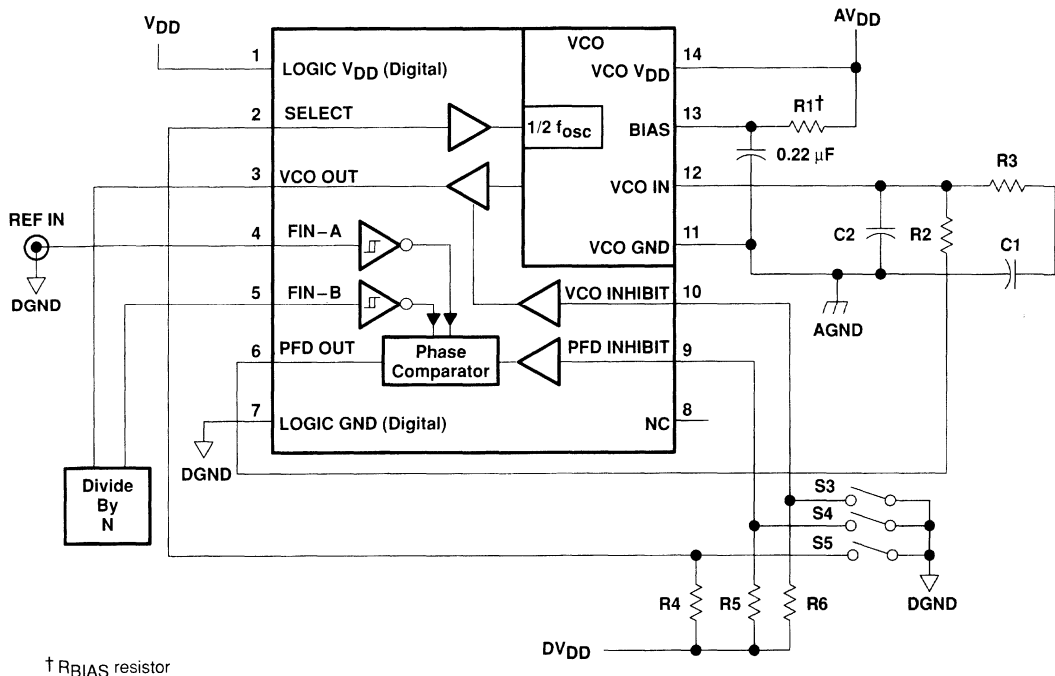 VDD
AVDD
VCO
1
LOGIC VDD (Digital)
VCO VDD
14
2
SELECT
1/2 fosc
BIAS
13
R1†
0.22 µF
3
VCO OUT
VCO IN
12
R3
REF IN
4
FIN–A
VCO GND
11
C2
R2
C1
DGND
5
FIN–B
VCO INHIBIT
10
AGND
6
PFD OUT
Phase
Comparator
PFD INHIBIT
9
7
LOGIC GND (Digital)
NC
8
DGND
Divide
By
N
S3
S4
S5
R4
R5
R6
DGND
DVDD
† RBIAS resistor